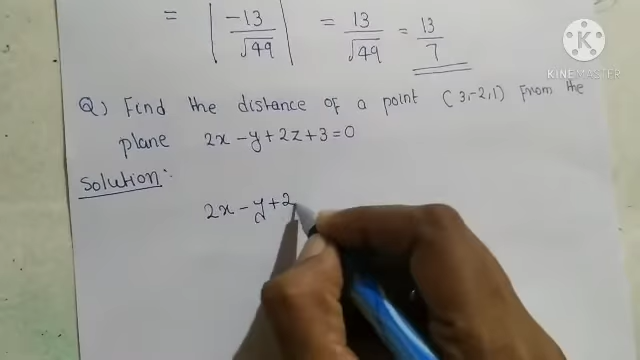 = |-13/√49| = 13/√49 = 13/7
KINEMASTER
Q) Find the distance of a point (3,-2,1) from the
plane 2x-y+2z+3=0
Solution:-
2x-y+2